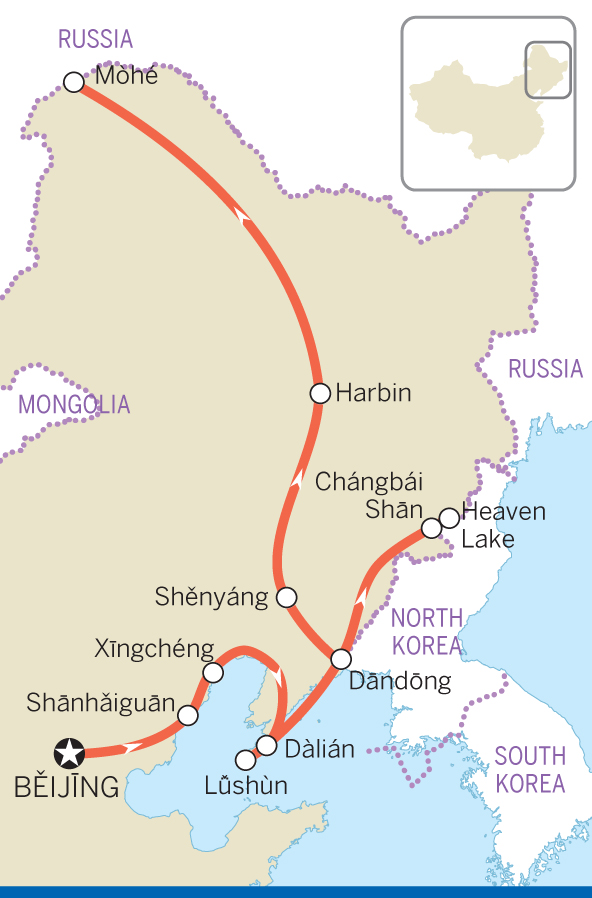 RUSSIA
Mòhé
RUSSIA
MONGOLIA
Harbin
Chángbái
Shān
Heaven
Lake
Shěnyáng
NORTH
KOREA
Xīngchéng
Dāndōng
Shānhǎiguān
Dàlián
BĚIJĪNG
Lǚshùn
SOUTH
KOREA